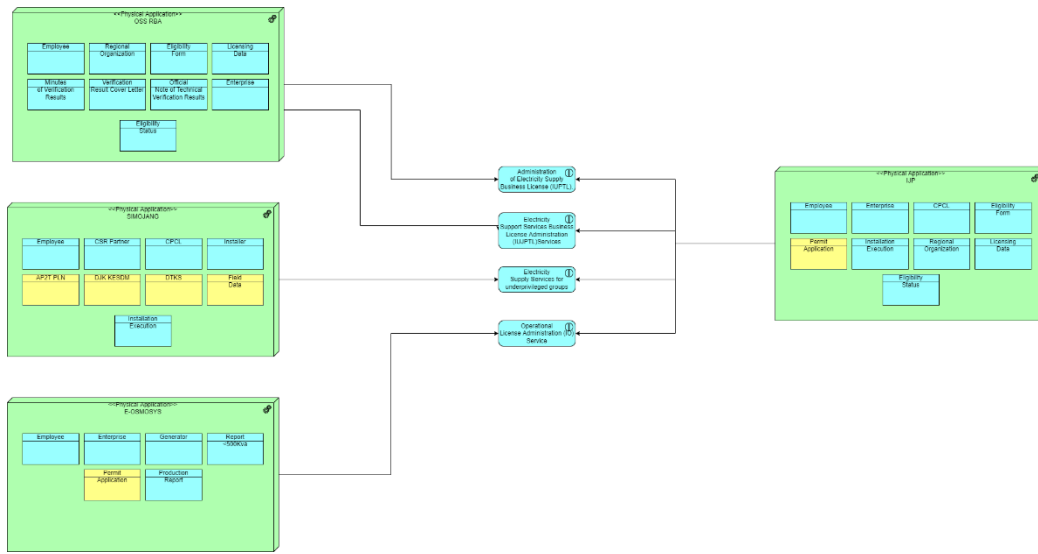 <<Physical Application>>
OSS RBA
Employee
Regional
Organization
Eligibility
Form
Licensing
Data
Minutes
of Verification
Results
Verification
Result Cover Letter
Official
Note of Technical
Verification Results
Enterprise
Eligibility
Status
<<Physical Application>>
SIMOJANG
Employee
CSR Partner
CPCL
Installer
AP2T PLN
DJK KESDM
DTKS
Field
Data
Installation
Execution
<<Physical Application>>
E-OSMOSYS
Employee
Enterprise
Generator
Report
<500Kva
Permit
Application
Production
Report
Administration
of Electricity Supply
Business License (IUPTL)
Electricity
Support Services Business
License Administration
(IUJPTL)Services
Electricity
Supply Services for
underprivileged groups
Operational
License Administration (IO)
Service
<<Physical Application>>
Employee
Enterprise
CPCL
Eligibility
Form
Permit
Application
Installation
Execution
Regional
Organization
Licensing
Data
Eligibility
Status